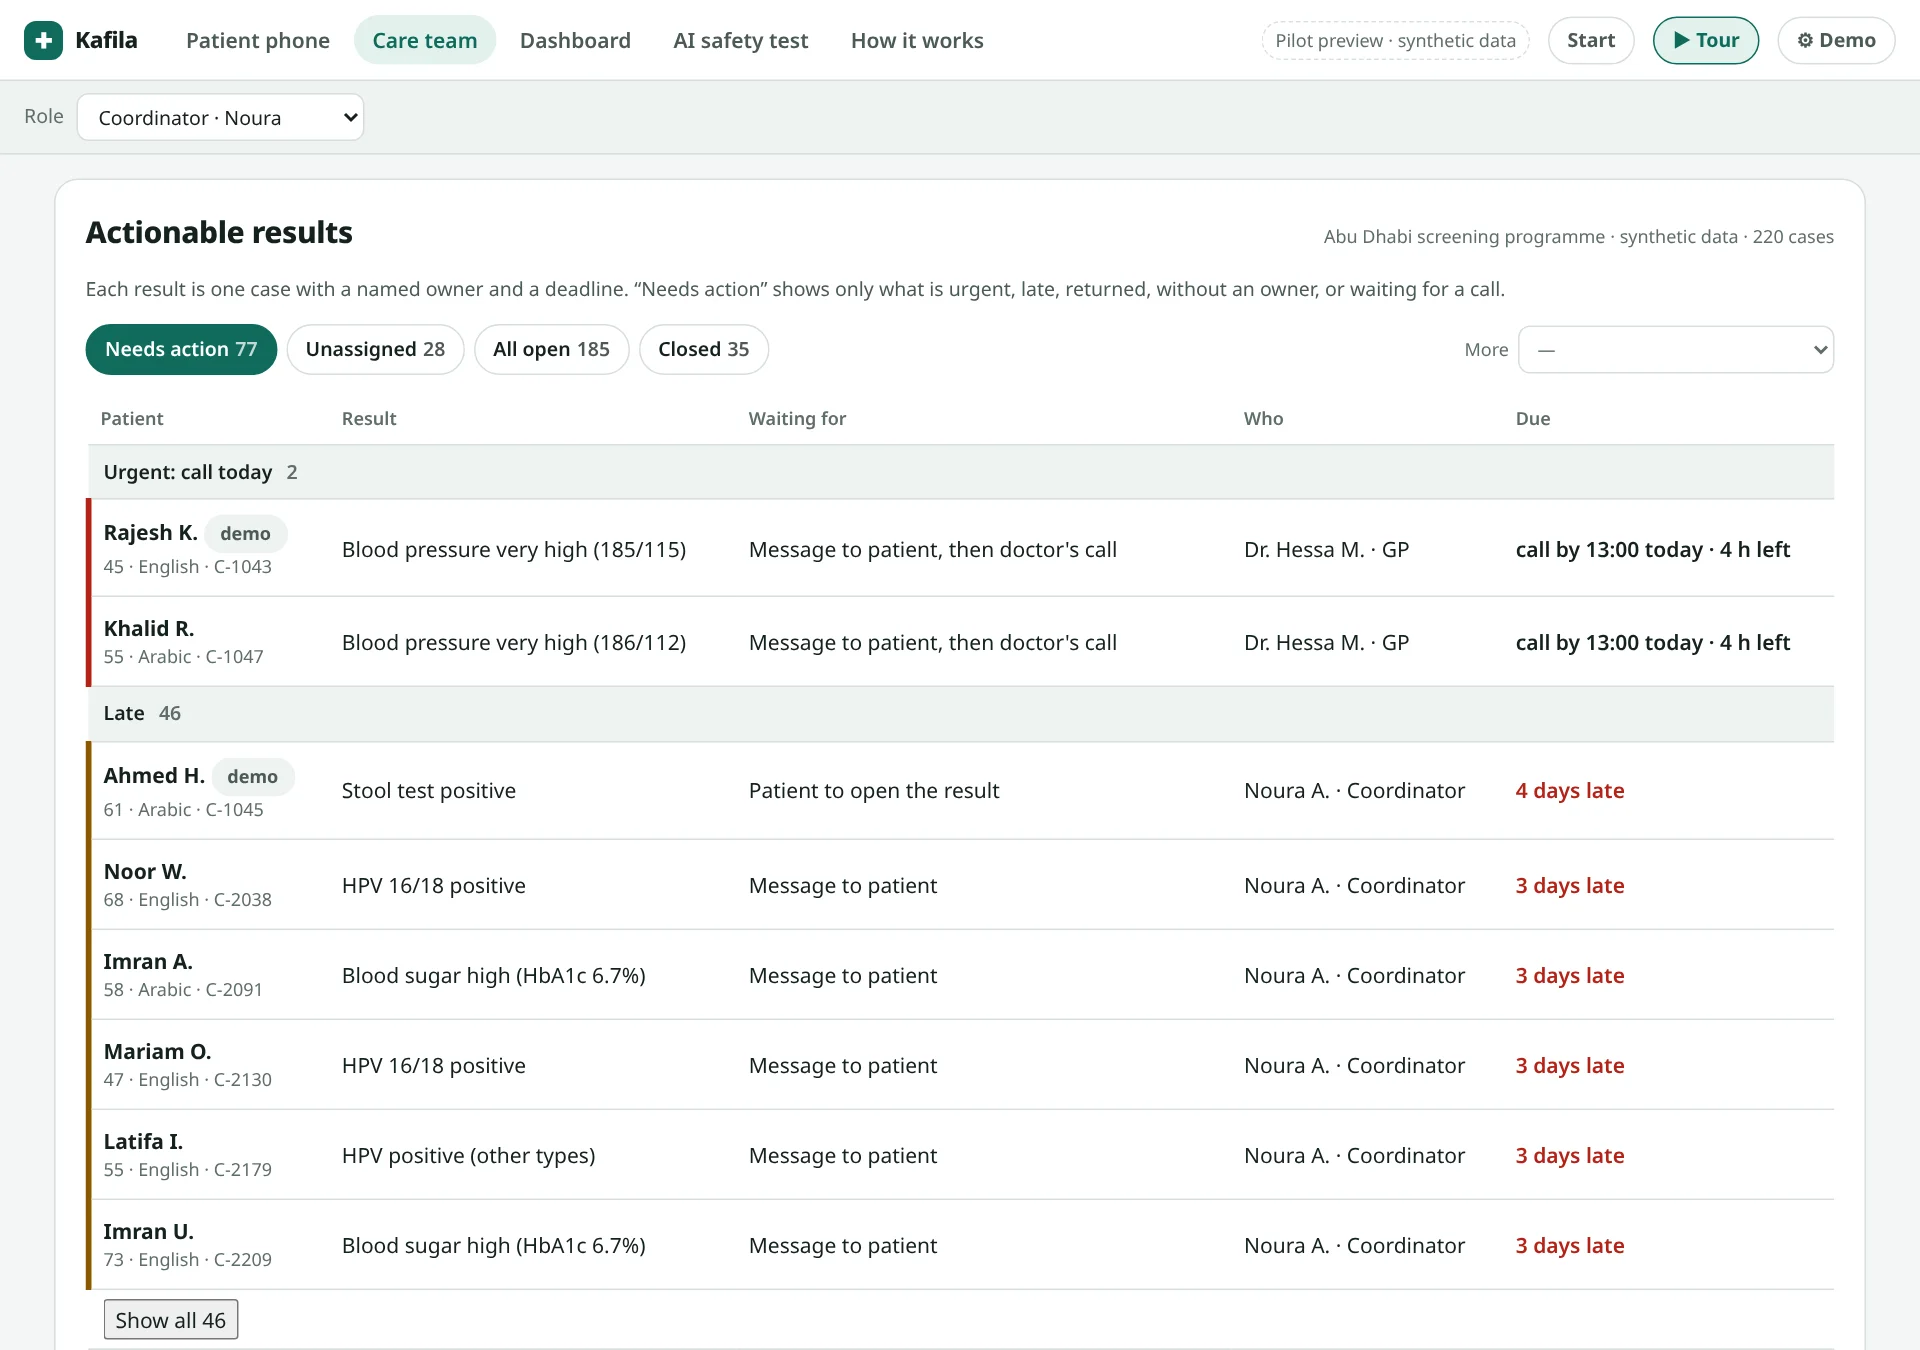 Kafila
Patient phone
Care team
Dashboard
AI safety test
How it works
Pilot preview · synthetic data
Start
▶ Tour
⚙ Demo
Role
Coordinator · Noura
Actionable results
Abu Dhabi screening programme · synthetic data · 220 cases
Each result is one case with a named owner and a deadline. “Needs action” shows only what is urgent, late, returned, without an owner, or waiting for a call.
Needs action 77
Unassigned 28
All open 185
Closed 35
More
—
Patient Result Waiting for Who Due
Urgent: call today 2
Rajesh K. demo
45 · English · C-1043
Blood pressure very high (185/115)
Message to patient, then doctor's call
Dr. Hessa M. · GP
call by 13:00 today · 4 h left
Khalid R.
55 · Arabic · C-1047
Blood pressure very high (186/112)
Message to patient, then doctor's call
Dr. Hessa M. · GP
call by 13:00 today · 4 h left
Late 46
Ahmed H. demo
61 · Arabic · C-1045
Stool test positive
Patient to open the result
Noura A. · Coordinator
4 days late
Noor W.
68 · English · C-2038
HPV 16/18 positive
Message to patient
Noura A. · Coordinator
3 days late
Imran A.
58 · Arabic · C-2091
Blood sugar high (HbA1c 6.7%)
Message to patient
Noura A. · Coordinator
3 days late
Mariam O.
47 · English · C-2130
HPV 16/18 positive
Message to patient
Noura A. · Coordinator
3 days late
Latifa I.
55 · English · C-2179
HPV positive (other types)
Message to patient
Noura A. · Coordinator
3 days late
Imran U.
73 · English · C-2209
Blood sugar high (HbA1c 6.7%)
Message to patient
Noura A. · Coordinator
3 days late
Show all 46